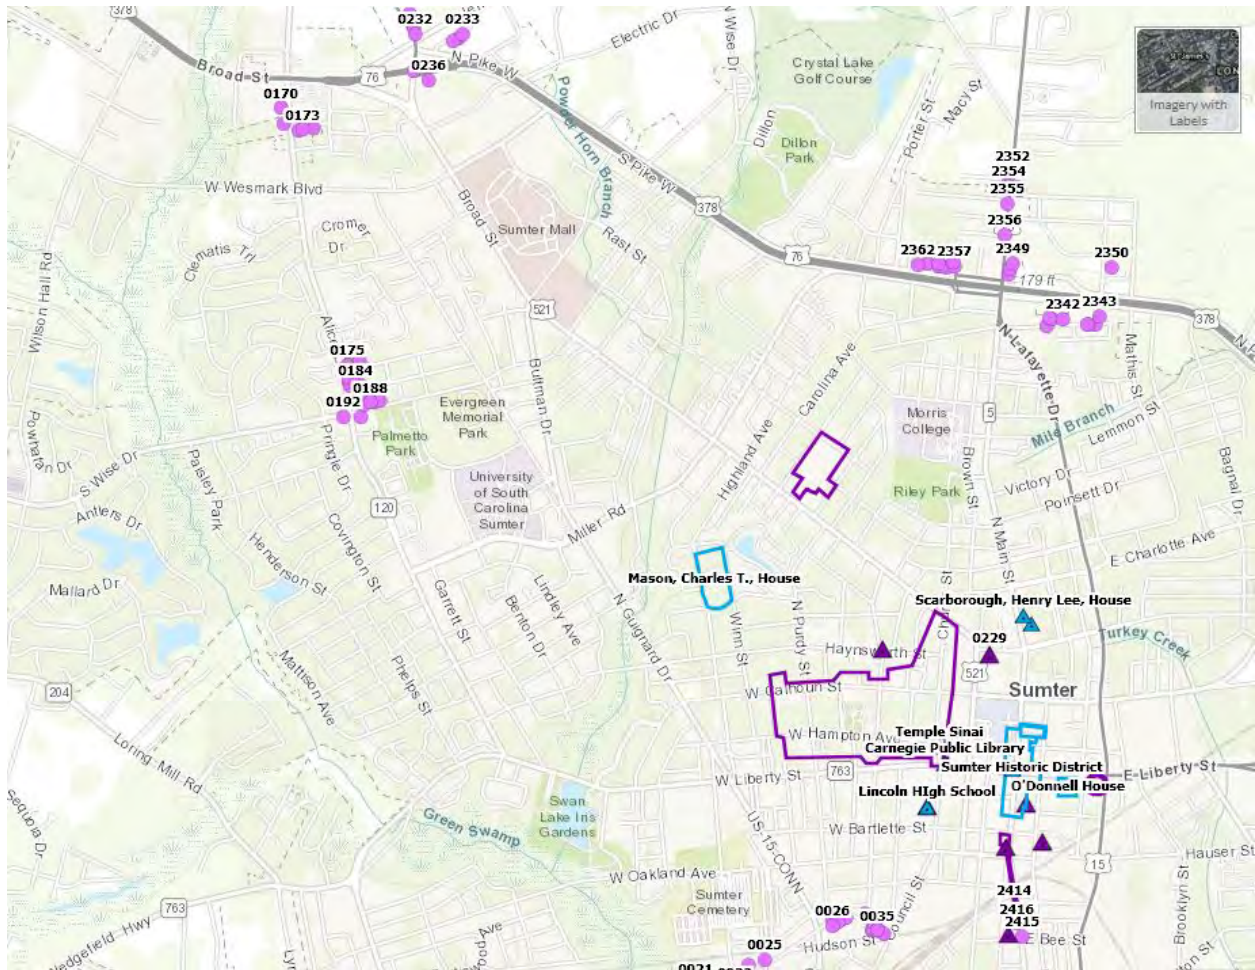 378
0232
0233
Electric Dr
N Wise Dr
Crystal Lake
Golf Course
Imagery with
Labels
Broad St
76
0236
N Pike W
0170
0173
Powder Horn Branch
Dillon
Dillon
Park
Porter St
Macy St
2352
2354
2355
2356
W Wesmark Blvd
S Pike W
378
Broad St
Sumter Mall
Rast St
Cromer
Dr
Clematis Trl
Wilson Hall Rd
76
2362
2357
2349
2350
179 ft
2342
2343
378
521
Alice
0175
0184
0188
0192
Bultman Dr
Carolina Ave
N Lafayette Dr
Mathis St
Evergreen
Memorial
Park
Palmetto
Park
Highland Ave
Morris
College
5
Mile Branch
Lemmon St
Powhatan Dr
S Wise Dr
Pringle Dr
Paisley Park
University
of South
Carolina
Sumter
Riley Park
Brown St
Victory Dr
Poinsett Dr
Bagnal Dr
Antlers Dr
120
Covington St
Miller Rd
N Main St
E Charlotte Ave
Henderson St
Mallard Dr
Garrett St
Lindley Ave
Benton Dr
Mason, Charles T., House
N Guignard Dr
Winn St
N Purdy St
Scarborough, Henry Lee, House
0229
Turkey Creek
Haynsworth St
521
Mattison Ave
Phelps St
W Calhoun St
Sumter
204
Loring Mill Rd
W Hampton Ave
Temple Sinai
Carnegie Public Library
Sumter Historic District
W Liberty St
763
E Liberty St
O'Donnell House
Lincoln HIgh School
Sequoia Dr
Swan
Lake Iris
Gardens
Green Swamp
US-15-CONN
W Bartlette St
15
Hauser St
W Oakland Ave
Sumter
Cemetery
2414
2416
2415
Brooklyn St
763
0026
0035
Council St
Hudson St
E Bee St
Ave
0025
0021